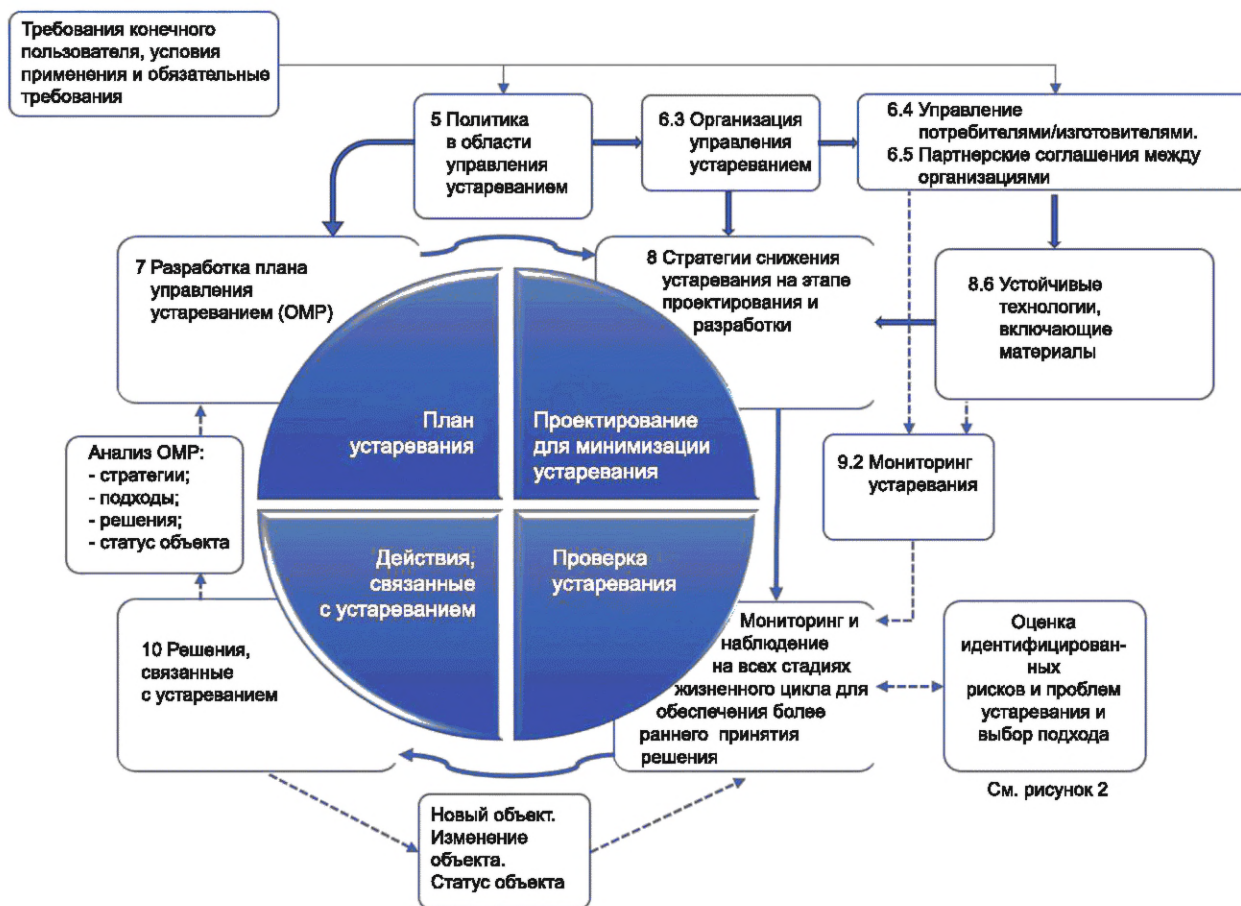 Требования конечного
пользователя, условия
применения и обязательные
требования
5 Политика
в области
управления
устареванием
6.3 Организация
управления
устареванием
6.4 Управление
потребителями/изготовителями.
6.5 Партнерские соглашения между
организациями
7 Разработка плана
управления
устареванием (OMP)
8 Стратегии снижения
устаревания на этапе
проектирования и
разработки
8.6 Устойчивые
технологии,
включающие
материалы
План
устаревания
Проектирование
для минимизации
устаревания
Анализ OMP:
- стратегии;
- подходы;
- решения;
- статус объекта
9.2 Мониторинг
устаревания
Действия,
связанные
с устареванием
Проверка
устаревания
10 Решения,
связанные
с устареванием
Мониторинг и
наблюдение
на всех стадиях
жизненного цикла для
обеспечения более
раннего принятия
решения
Оценка
идентифицирован-
ных
рисков и проблем
устаревания и
выбор подхода
См. рисунок 2
Новый объект.
Изменение
объекта.
Статус объекта